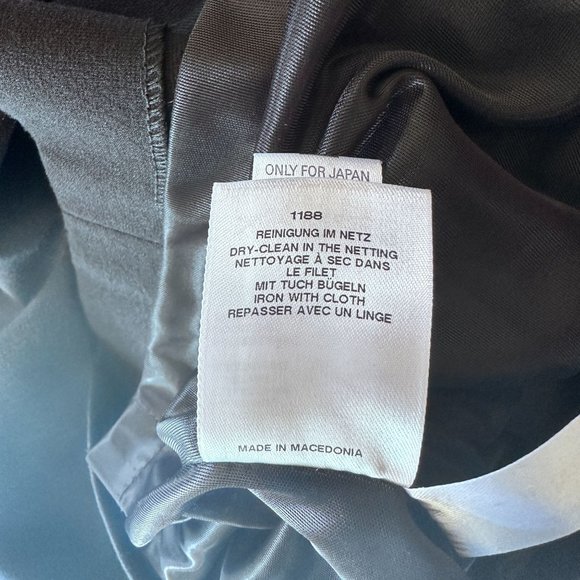 ONLY FOR JAPAN
1188
REINIGUNG IM NETZ
DRY-CLEAN IN THE NETTING
NETTOYAGE À SEC DANS
LE FILET
MIT TUCH BÜGELN
IRON WITH CLOTH
REPASSER AVEC UN LINGE
MADE IN MACEDONIA